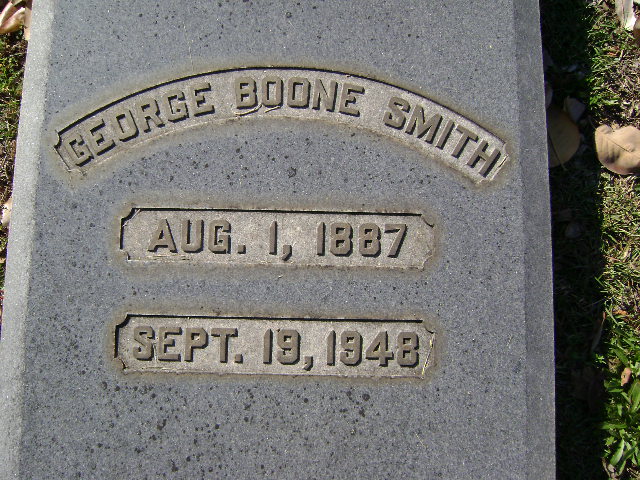 GEORGE BOONE SMITH
AUG. 1, 1887
SEPT. 19, 1948